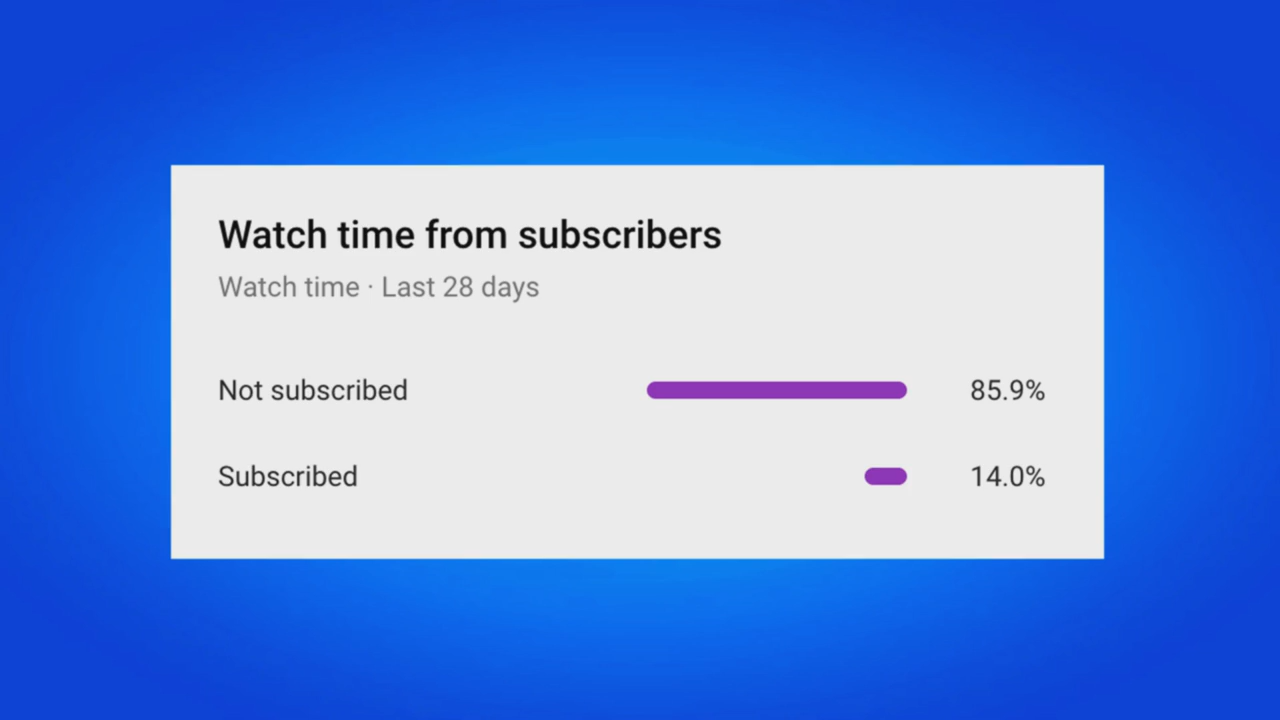 Watch time from subscribers
Watch time · Last 28 days
Not subscribed 85.9%
Subscribed 14.0%